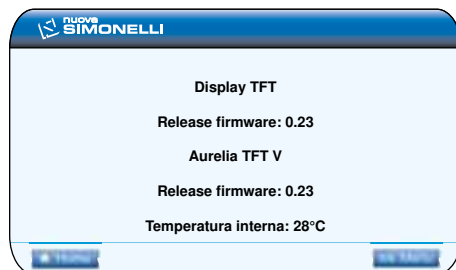 nuova
SIMONELLI
Display TFT
Release firmware: 0.23
Aurelia TFT V
Release firmware: 0.23
Temperatura interna: 28°C